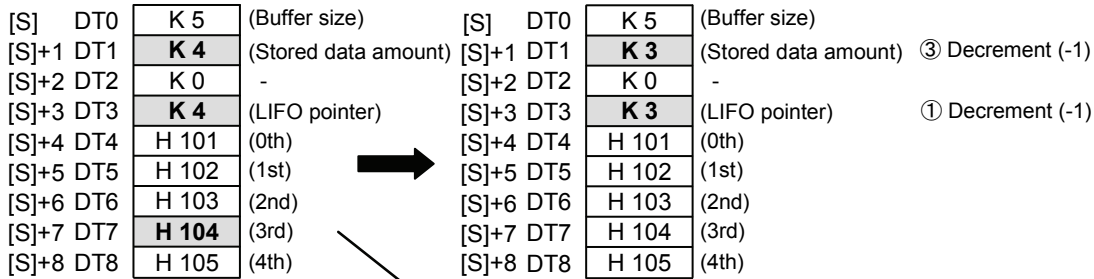 [S] DT0 K 5 (Buffer size) [S] DT0 K 5 (Buffer size)
[S]+1 DT1 K 4 (Stored data amount) [S]+1 DT1 K 3 (Stored data amount) ③ Decrement (-1)
[S]+2 DT2 K 0 - [S]+2 DT2 K 0 -
[S]+3 DT3 K 4 (LIFO pointer) [S]+3 DT3 K 3 (LIFO pointer) ① Decrement (-1)
[S]+4 DT4 H 101 (0th) [S]+4 DT4 H 101 (0th)
[S]+5 DT5 H 102 (1st) [S]+5 DT5 H 102 (1st)
[S]+6 DT6 H 103 (2nd) [S]+6 DT6 H 103 (2nd)
[S]+7 DT7 H 104 (3rd) [S]+7 DT7 H 104 (3rd)
[S]+8 DT8 H 105 (4th) [S]+8 DT8 H 105 (4th)